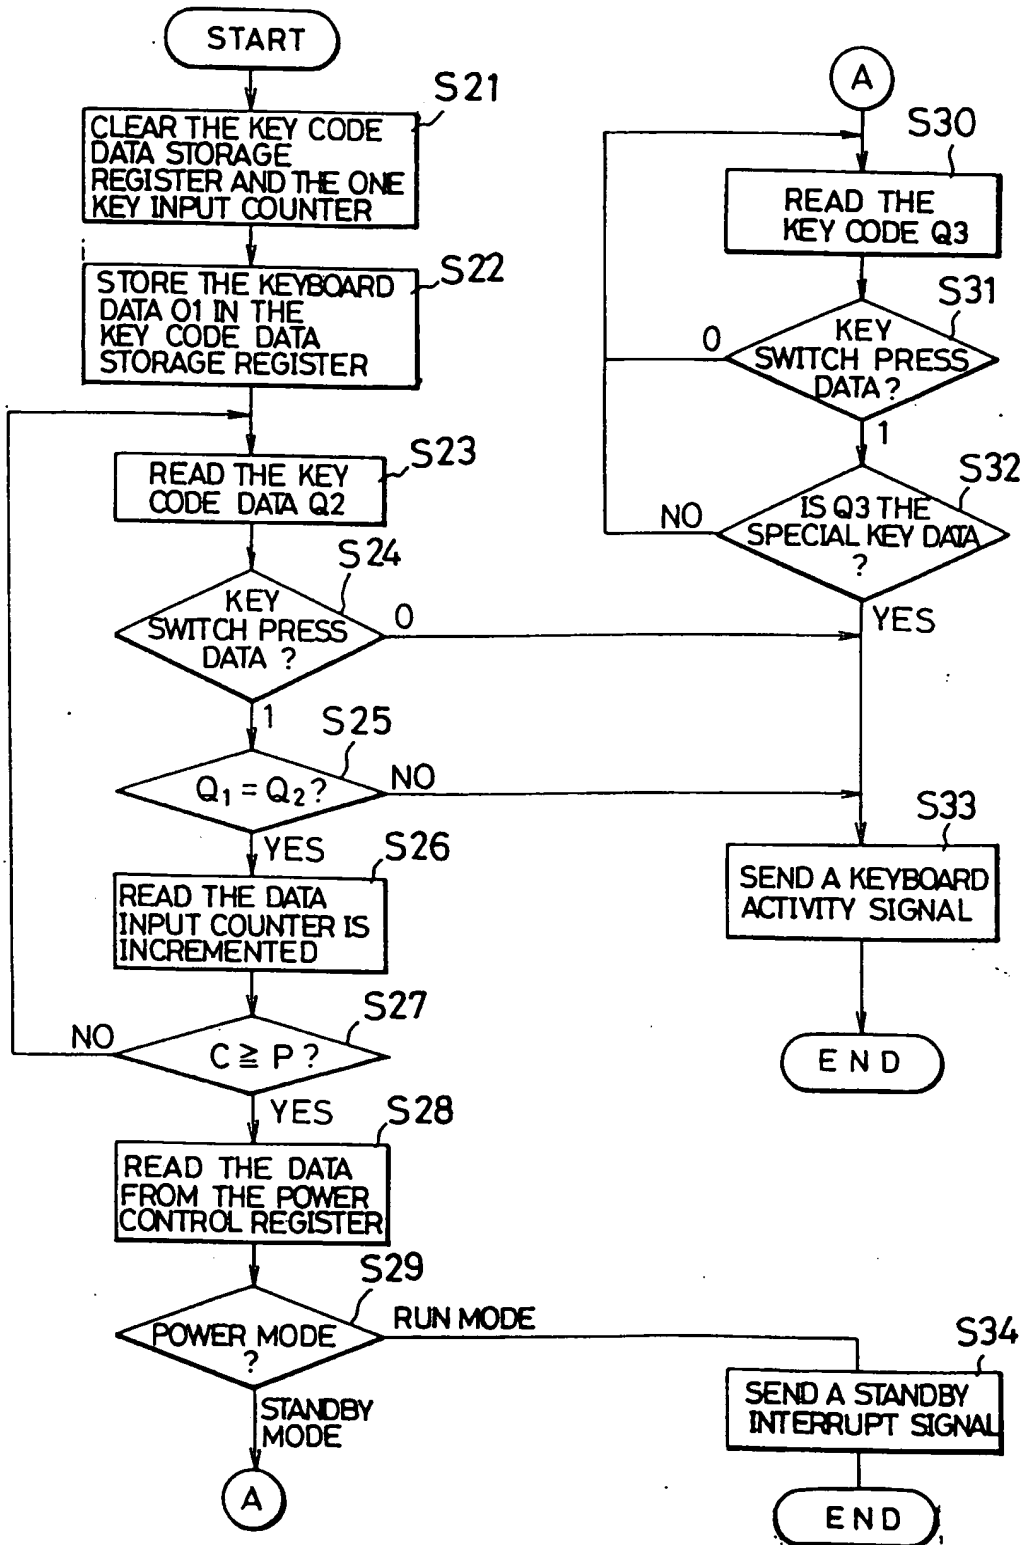 START
S21
CLEAR THE KEY CODE
DATA STORAGE
REGISTER AND THE ONE
KEY INPUT COUNTER
S22
STORE THE KEYBOARD
DATA 01 IN THE
KEY CODE DATA
STORAGE REGISTER
S23
READ THE KEY
CODE DATA Q2
S24
KEY
SWITCH PRESS
DATA ?
0
1
S25
Q1 = Q2 ?
NO
YES
S26
READ THE DATA
INPUT COUNTER IS
INCREMENTED
S27
NO
C ≧ P ?
YES
S28
READ THE DATA
FROM THE POWER
CONTROL REGISTER
S29
POWER MODE
?
RUN MODE
STANDBY
MODE
A
A
S30
READ THE
KEY CODE Q3
S31
0
KEY
SWITCH PRESS
DATA ?
1
S32
NO
IS Q3 THE
SPECIAL KEY DATA
?
YES
S33
SEND A KEYBOARD
ACTIVITY SIGNAL
END
S34
SEND A STANDBY
INTERRUPT SIGNAL
END